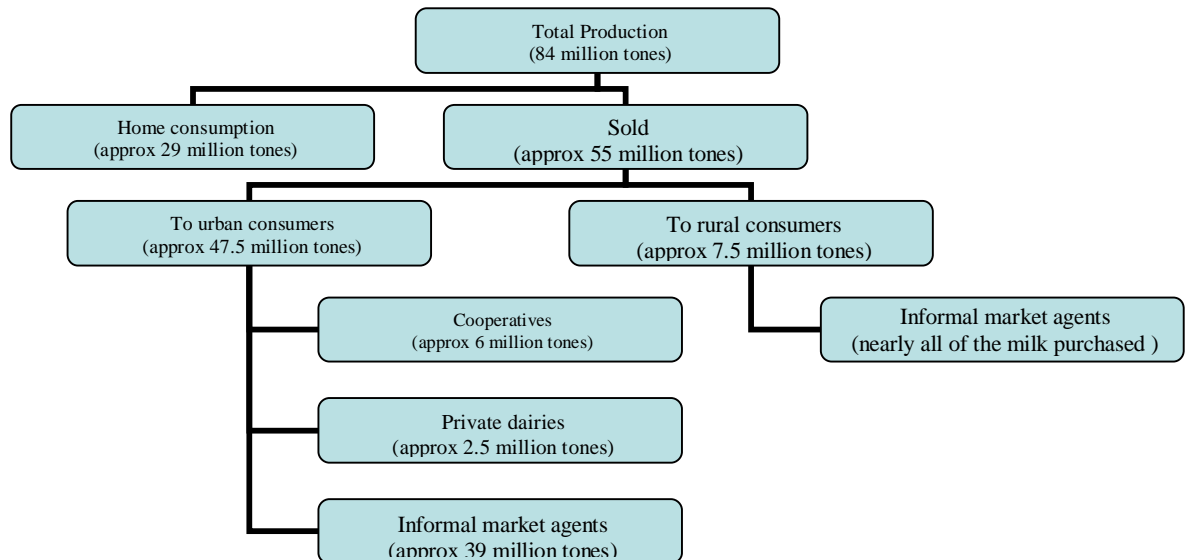 Total Production
(84 million tones)
Home consumption
(approx 29 million tones)
Sold
(approx 55 million tones)
To urban consumers
(approx 47.5 million tones)
To rural consumers
(approx 7.5 million tones)
Cooperatives
(approx 6 million tones)
Informal market agents
(nearly all of the milk purchased )
Private dairies
(approx 2.5 million tones)
Informal market agents
(approx 39 million tones)